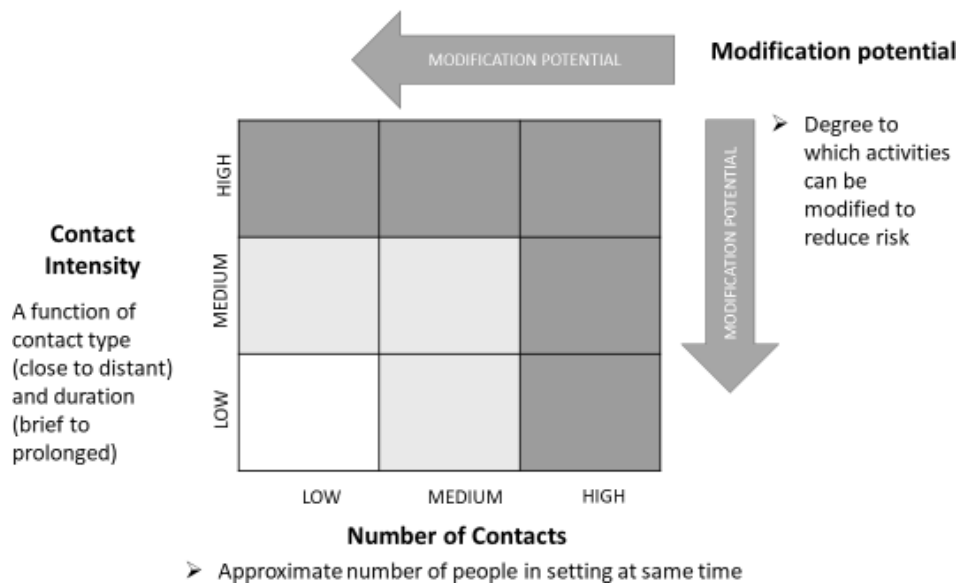 MODIFICATION POTENTIAL
Modification potential
➢ Degree to
which activities
can be
modified to
reduce risk
MODIFICATION POTENTIAL
HIGH
MEDIUM
LOW
Contact
Intensity
A function of
contact type
(close to distant)
and duration
(brief to
prolonged)
LOW MEDIUM HIGH
Number of Contacts
➢ Approximate number of people in setting at same time